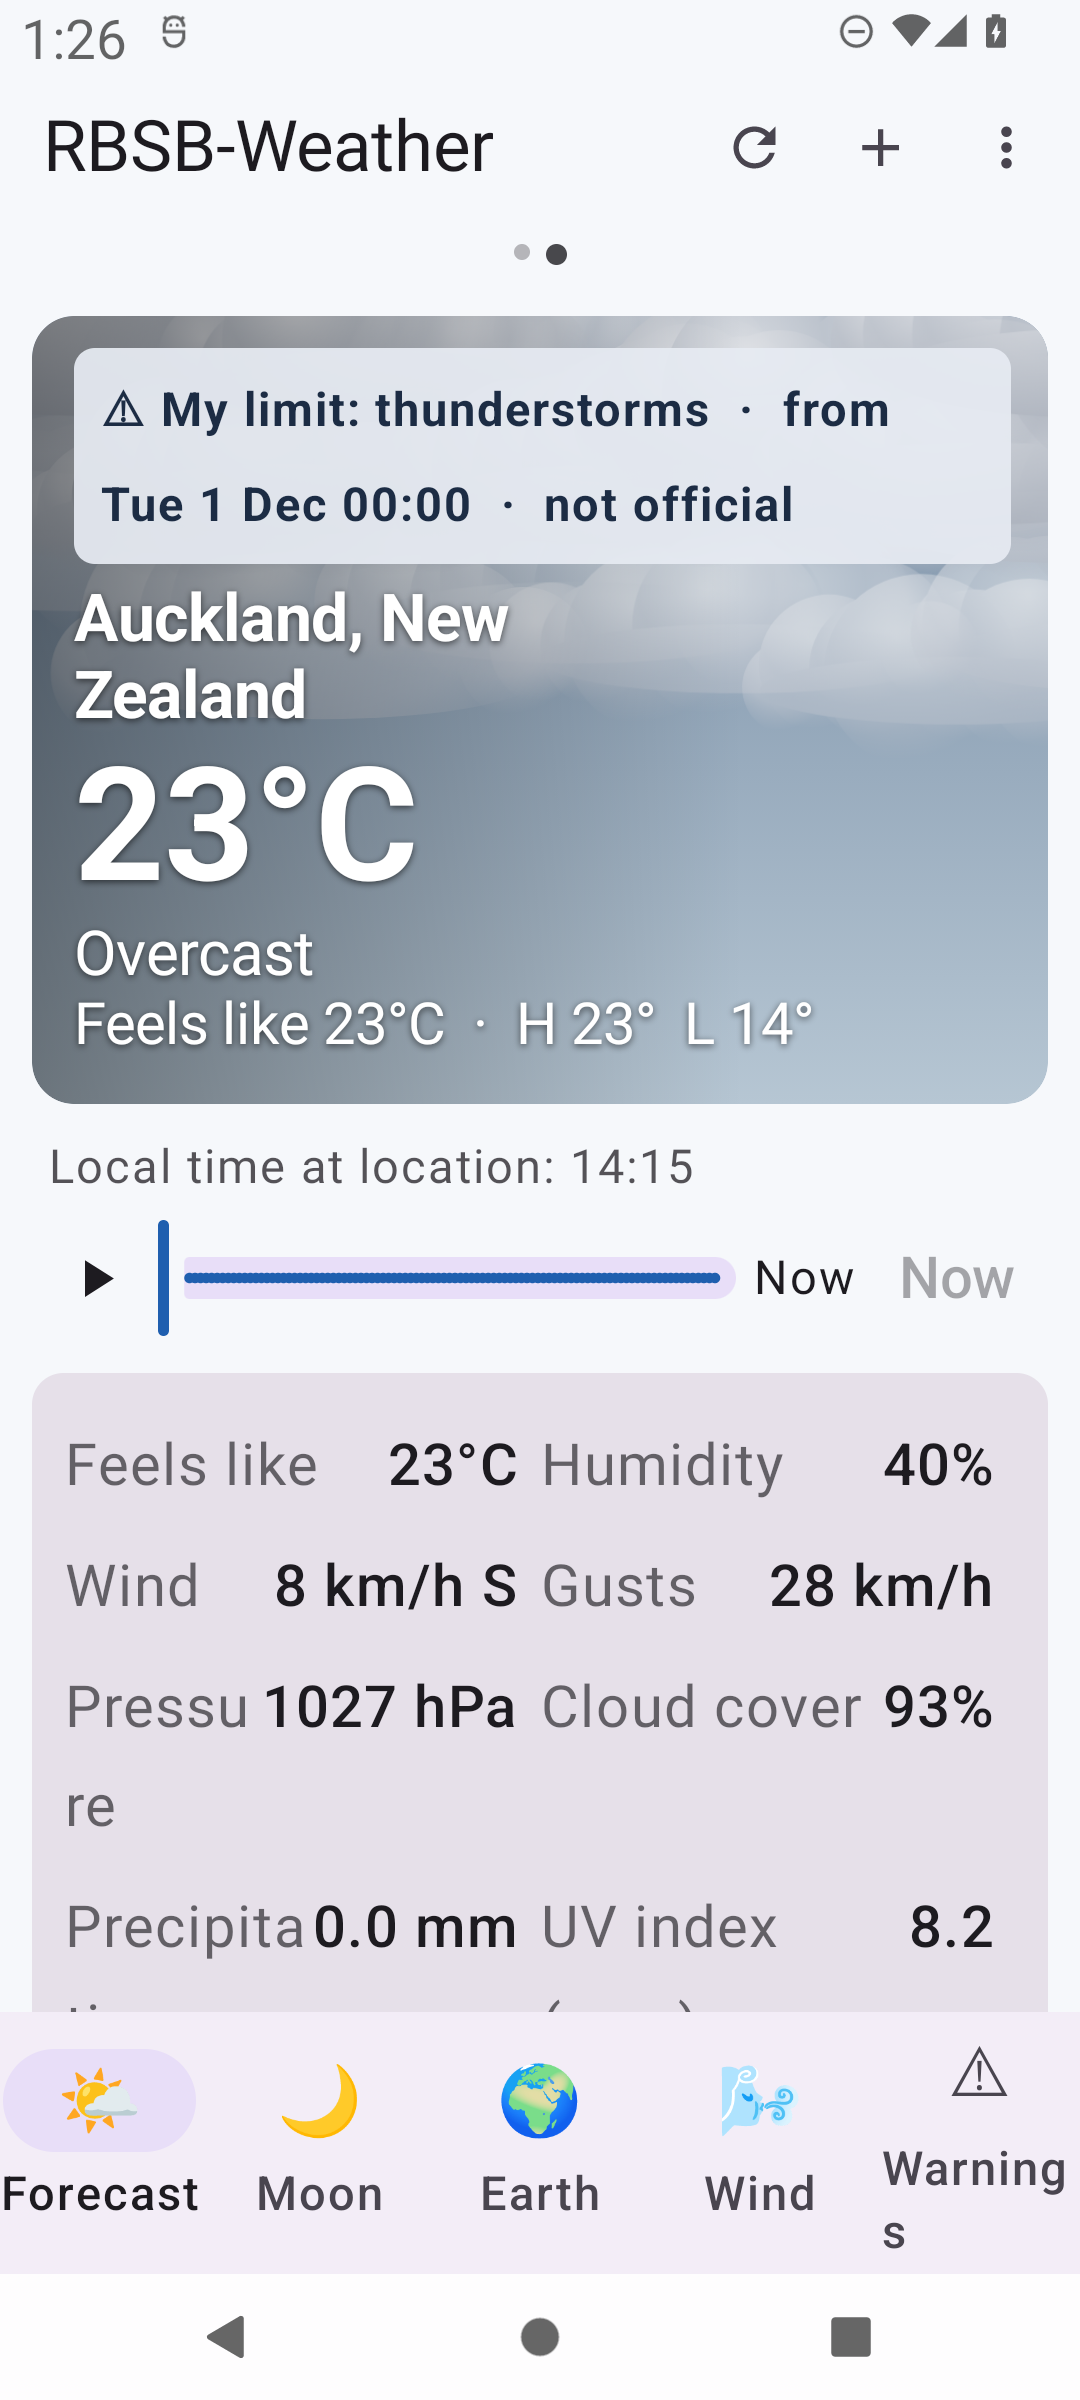 1:26
RBSB-Weather
⚠ My limit: thunderstorms · from
Tue 1 Dec 00:00 · not official
Auckland, New
Zealand
23°C
Overcast
Feels like 23°C · H 23° L 14°
Local time at location: 14:15
Now Now
Feels like 23°C Humidity 40%
Wind 8 km/h S Gusts 28 km/h
Pressu 1027 hPa Cloud cover 93%
re
Precipita 0.0 mm UV index 8.2
Forecast Moon Earth Wind Warning
s